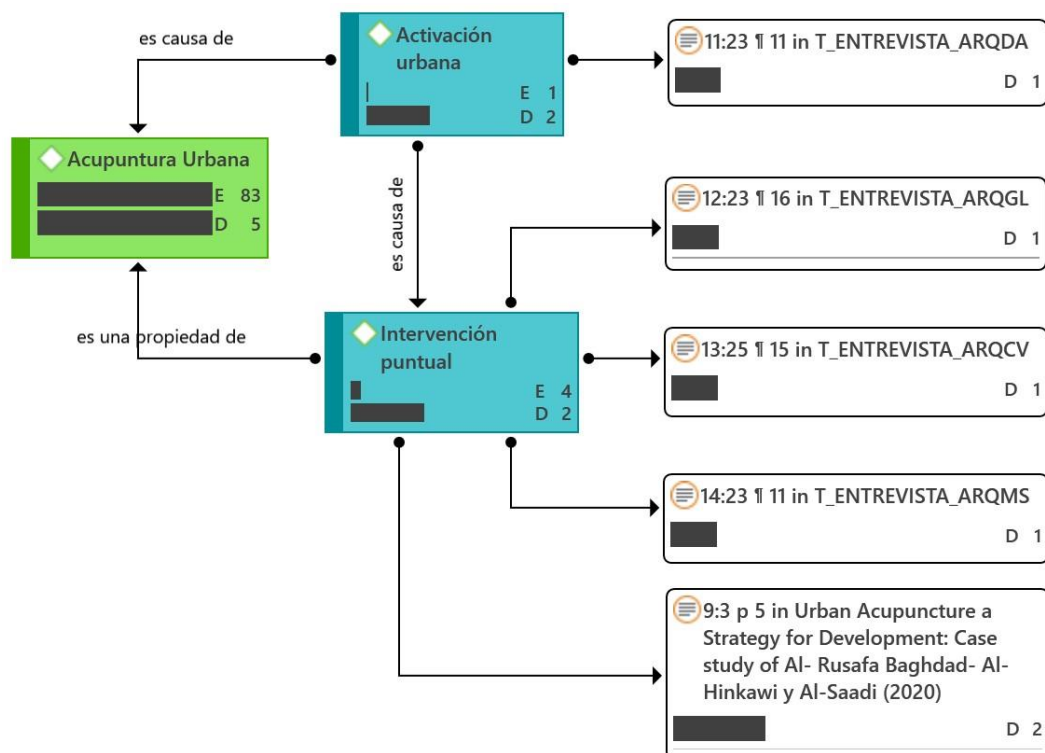 es causa de
Activación
urbana
E 1
D 2
11:23 ¶ 11 in T_ENTREVISTA_ARQDA
D 1
Acupuntura Urbana
E 83
D 5
es causa de
12:23 ¶ 16 in T_ENTREVISTA_ARQGL
D 1
es una propiedad de
Intervención
puntual
E 4
D 2
13:25 ¶ 15 in T_ENTREVISTA_ARQCV
D 1
14:23 ¶ 11 in T_ENTREVISTA_ARQMS
D 1
9:3 p 5 in Urban Acupuncture a
Strategy for Development: Case
study of Al- Rusafa Baghdad- Al-
Hinkawi y Al-Saadi (2020)
D 2